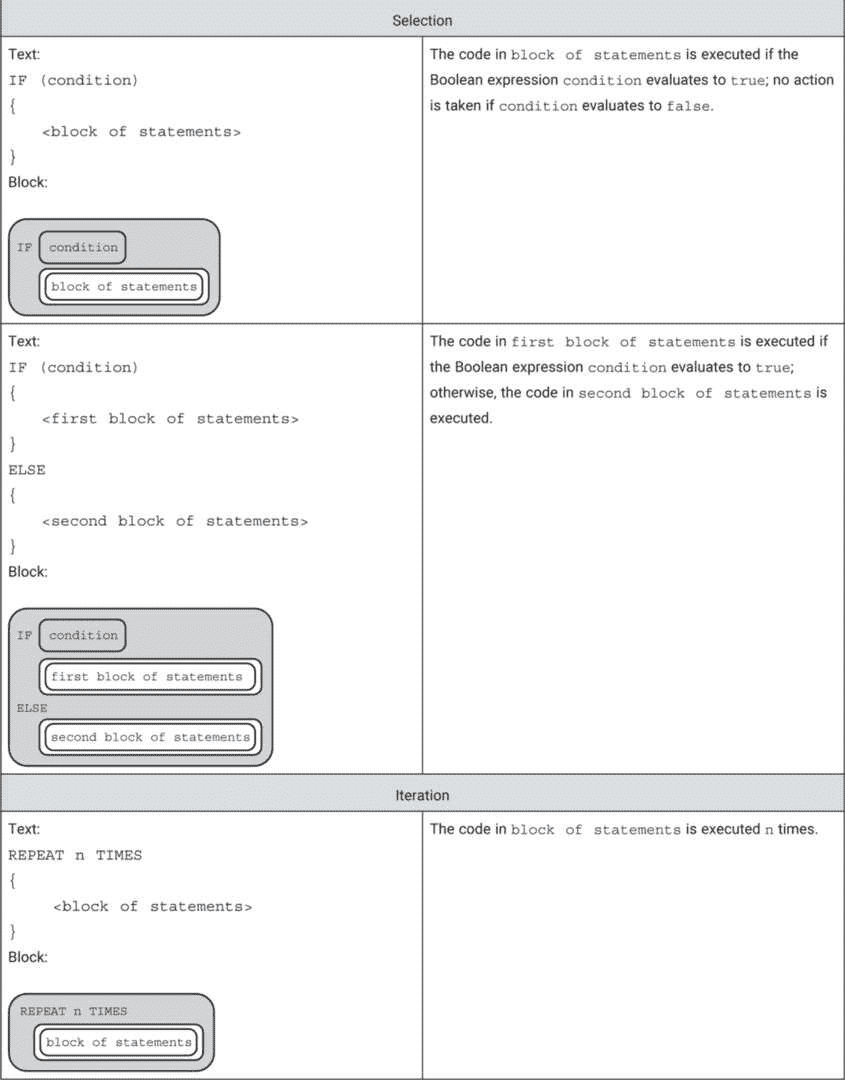 Selection
Text:
IF (condition)
{
<block of statements>
}
Block:
IF condition
block of statements
The code in block of statements is executed if the
Boolean expression condition evaluates to true; no action
is taken if condition evaluates to false.
Text:
IF (condition)
{
<first block of statements>
}
ELSE
{
<second block of statements>
}
Block:
IF condition
first block of statements
ELSE
second block of statements
The code in first block of statements is executed if
the Boolean expression condition evaluates to true;
otherwise, the code in second block of statements is
executed.
Iteration
Text:
REPEAT n TIMES
{
<block of statements>
}
Block:
REPEAT n TIMES
block of statements
The code in block of statements is executed n times.